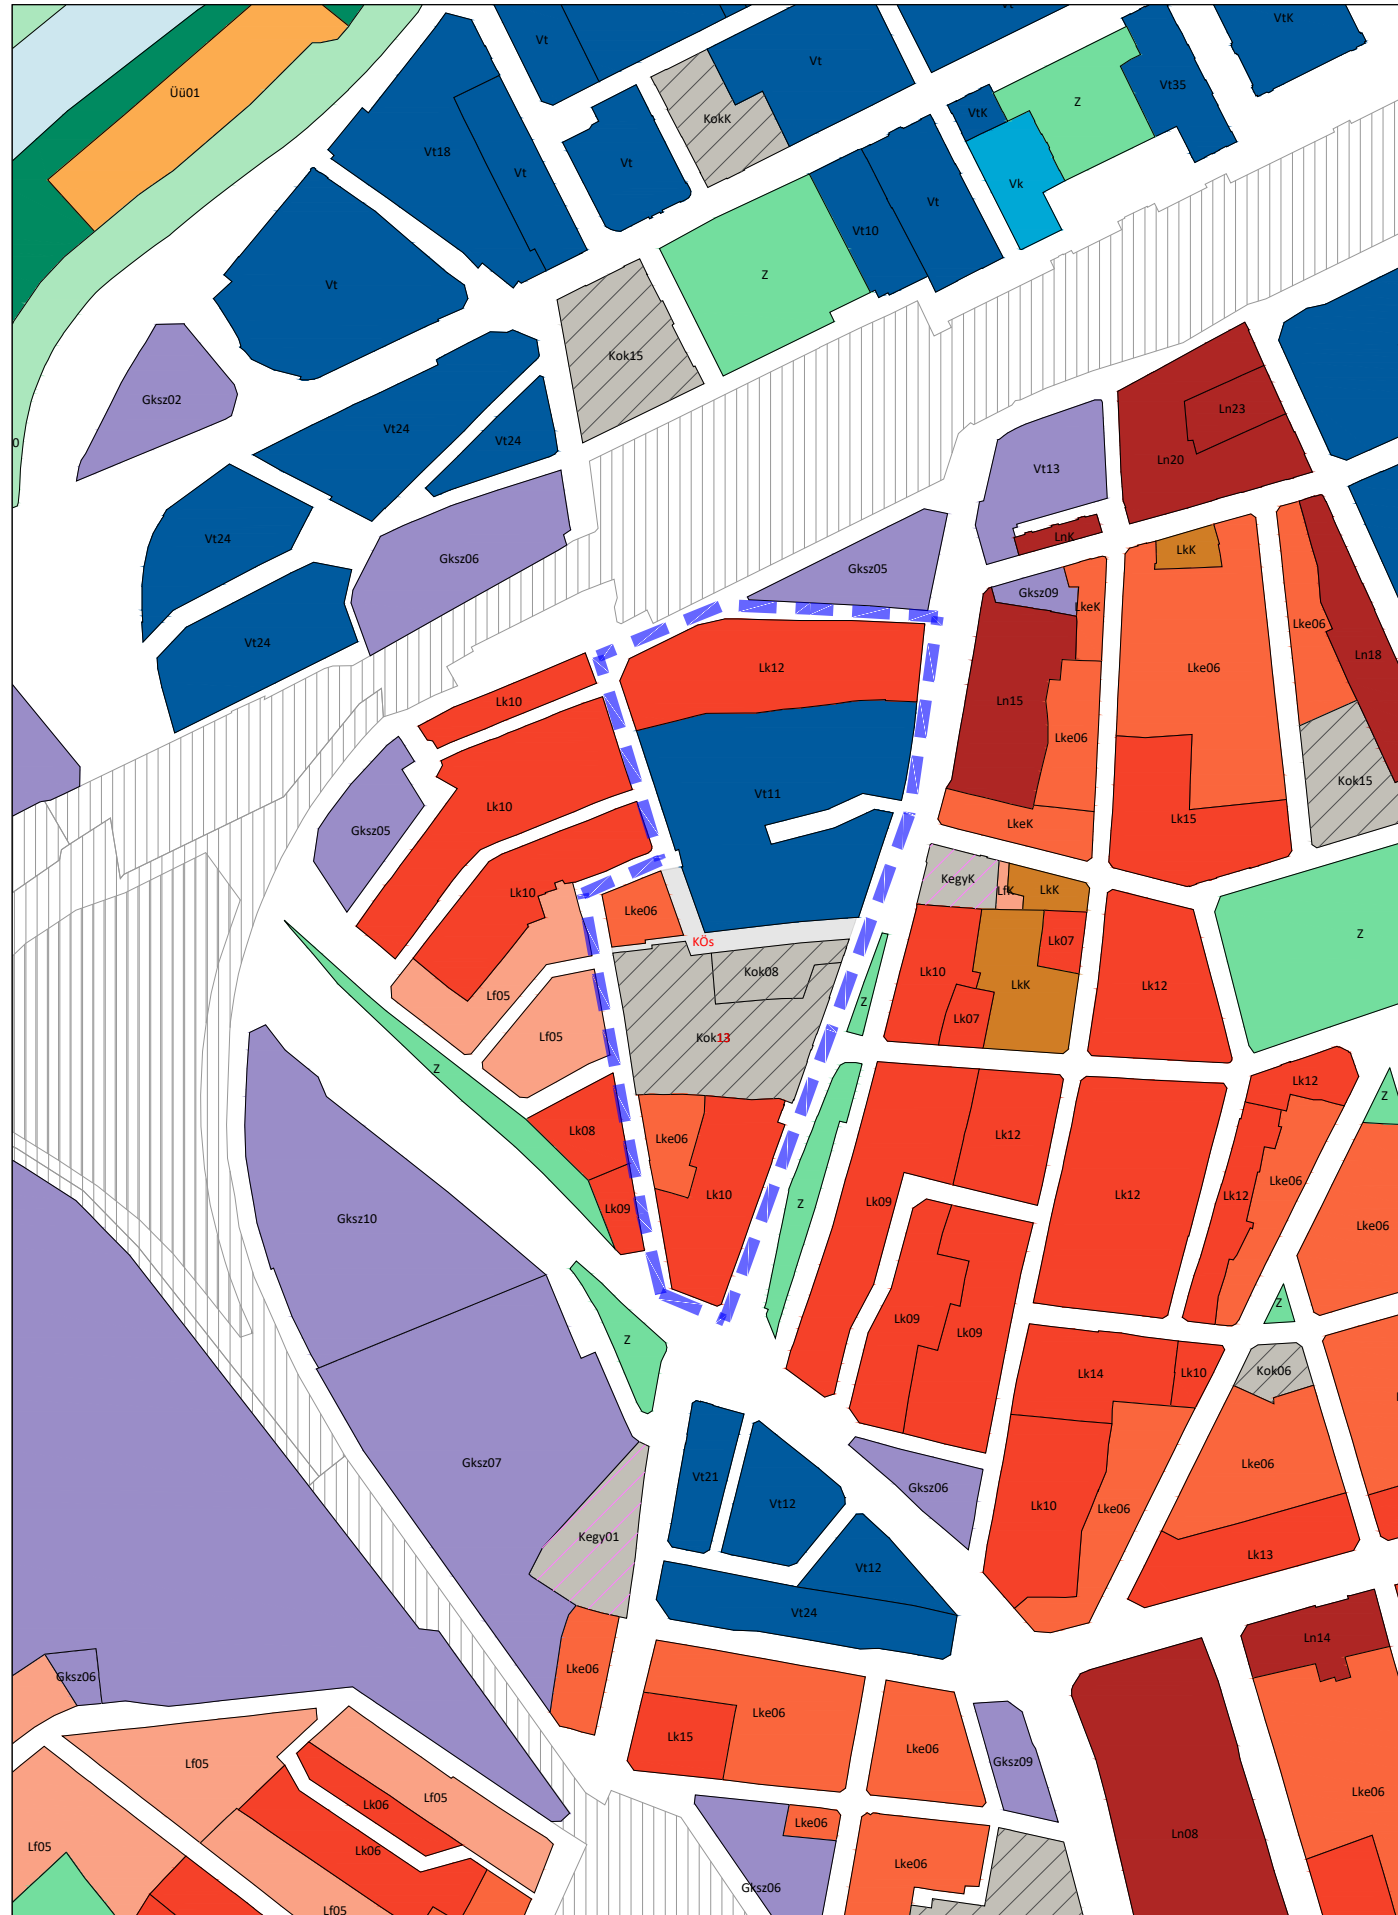 Vt
VtK
Vt
Vt
Üü01
KokK
VtK
Z
Vt35
Vt18
Vt
Vt
Vk
Vt
Vt10
Z
Vt
Kok15
Gksz02
Vt24
Vt24
Ln23
0
Ln20
Vt13
Vt24
Gksz06
LnK
LkK
Gksz05
Gksz09
LkeK
Lke06
Vt24
Ln18
Lk12
Lke06
Lk10
Ln15
Lke06
Kok15
Vt11
Lk10
Lk15
LkeK
Gksz05
KegyK
LfK
LkK
Lk10
Lke06
Z
KÖs
Lk07
Kok08
Lk10
LkK
Lk12
Lf05
Z
Lk07
Lf05
Kok13
Z
Lk12
Z
Lk08
Lke06
Lk12
Lke06
Lk10
Lk12
Lk12
Lk09
Z
Lk09
Gksz10
Lke06
Z
Lk09
Lk09
Z
Lk14
Lk10
Kok06
Gksz07
Vt21
Lke06
Gksz06
Vt12
Lk10
Lke06
Kegy01
Lk13
Vt12
Vt24
Ln14
Lke06
Gksz06
Lke06
Lk15
Lke06
Lf05
Gksz09
Lf05
Lk06
Lke06
Lke06
Ln08
Lf05
Lk06
Lke06
Gksz06
Lf05